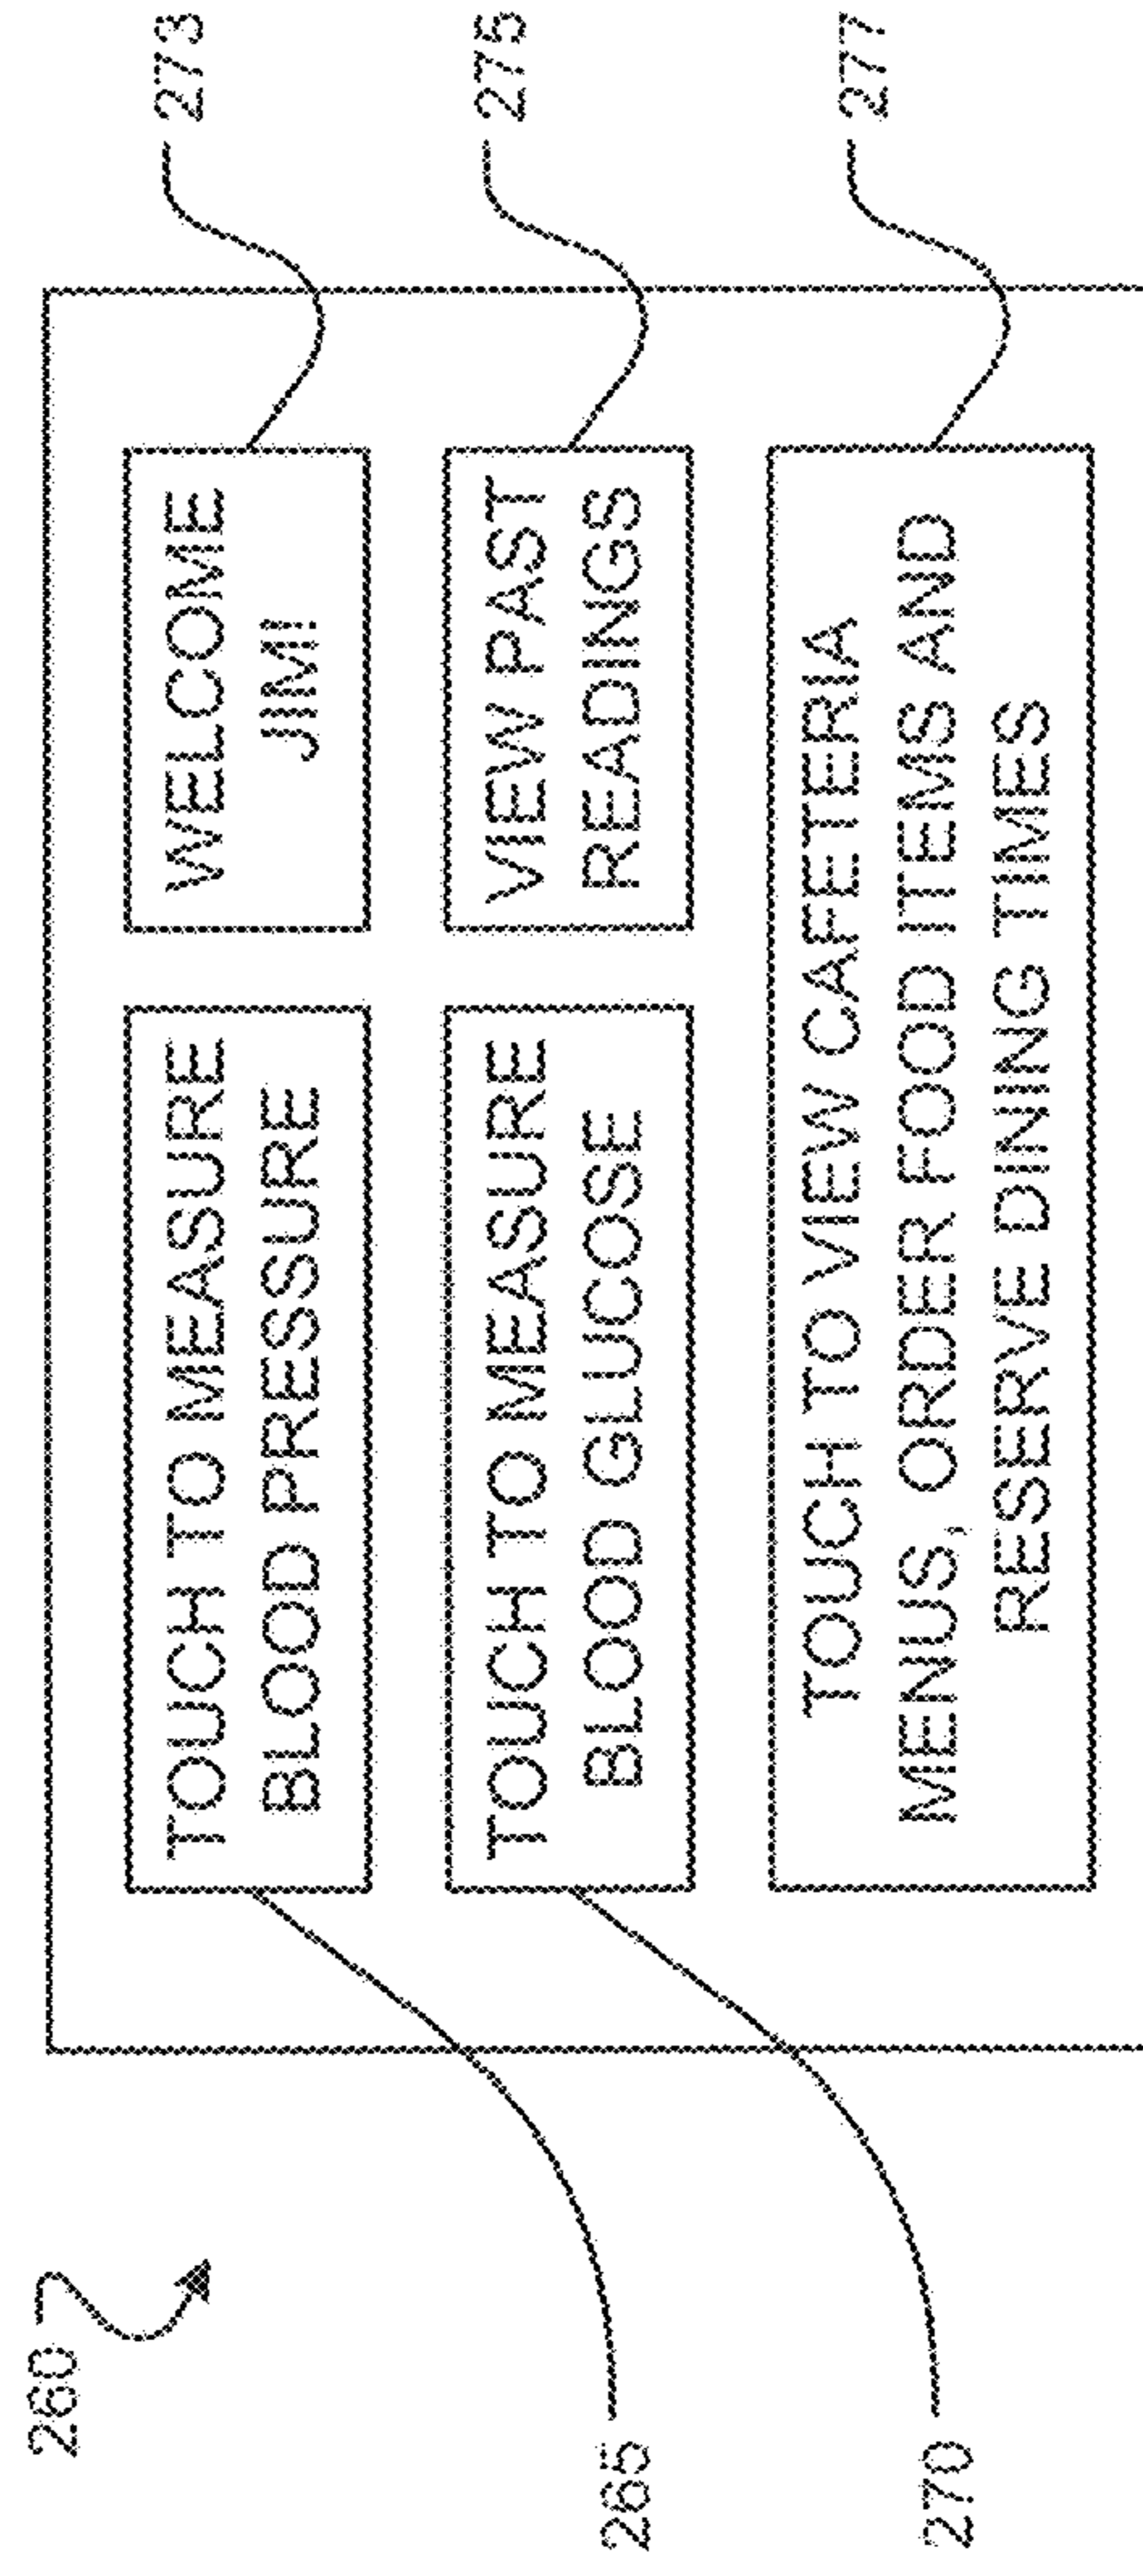 260
265
TOUCH TO MEASURE
BLOOD PRESSURE
WELCOME
JIM!
273
270
TOUCH TO MEASURE
BLOOD GLUCOSE
VIEW PAST
READINGS
275
TOUCH TO VIEW CAFETERIA
MENUS, ORDER FOOD ITEMS AND
RESERVE DINING TIMES
277